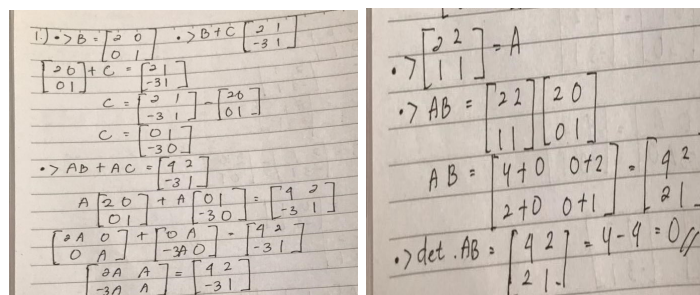 1.) •> B = [2 0   •> B+C [2 1
0 1]   -3 1]
[2 0 + C = [2 1
0 1]   -3 1]
C = [2 1 - [2 0
-3 1]   0 1]
C = [0 1
-3 0]
•> AB + AC = [4 2
-3 1]
A [2 0 + A [0 1 = [4 2
0 1]   -3 0]   -3 1]
[2A 0 + [0 A = [4 2
0 A]   -3A 0]   -3 1]
[2A A = [4 2
-3A A]   -3 1]
•> [2 2 = A
1 1]
•> AB = [2 2 [2 0
1 1]   0 1]
AB = [4+0 0+2 = [4 2
2+0 0+1]   2 1]
•> det. AB = [4 2 = 4-4 = 0//
2 1]